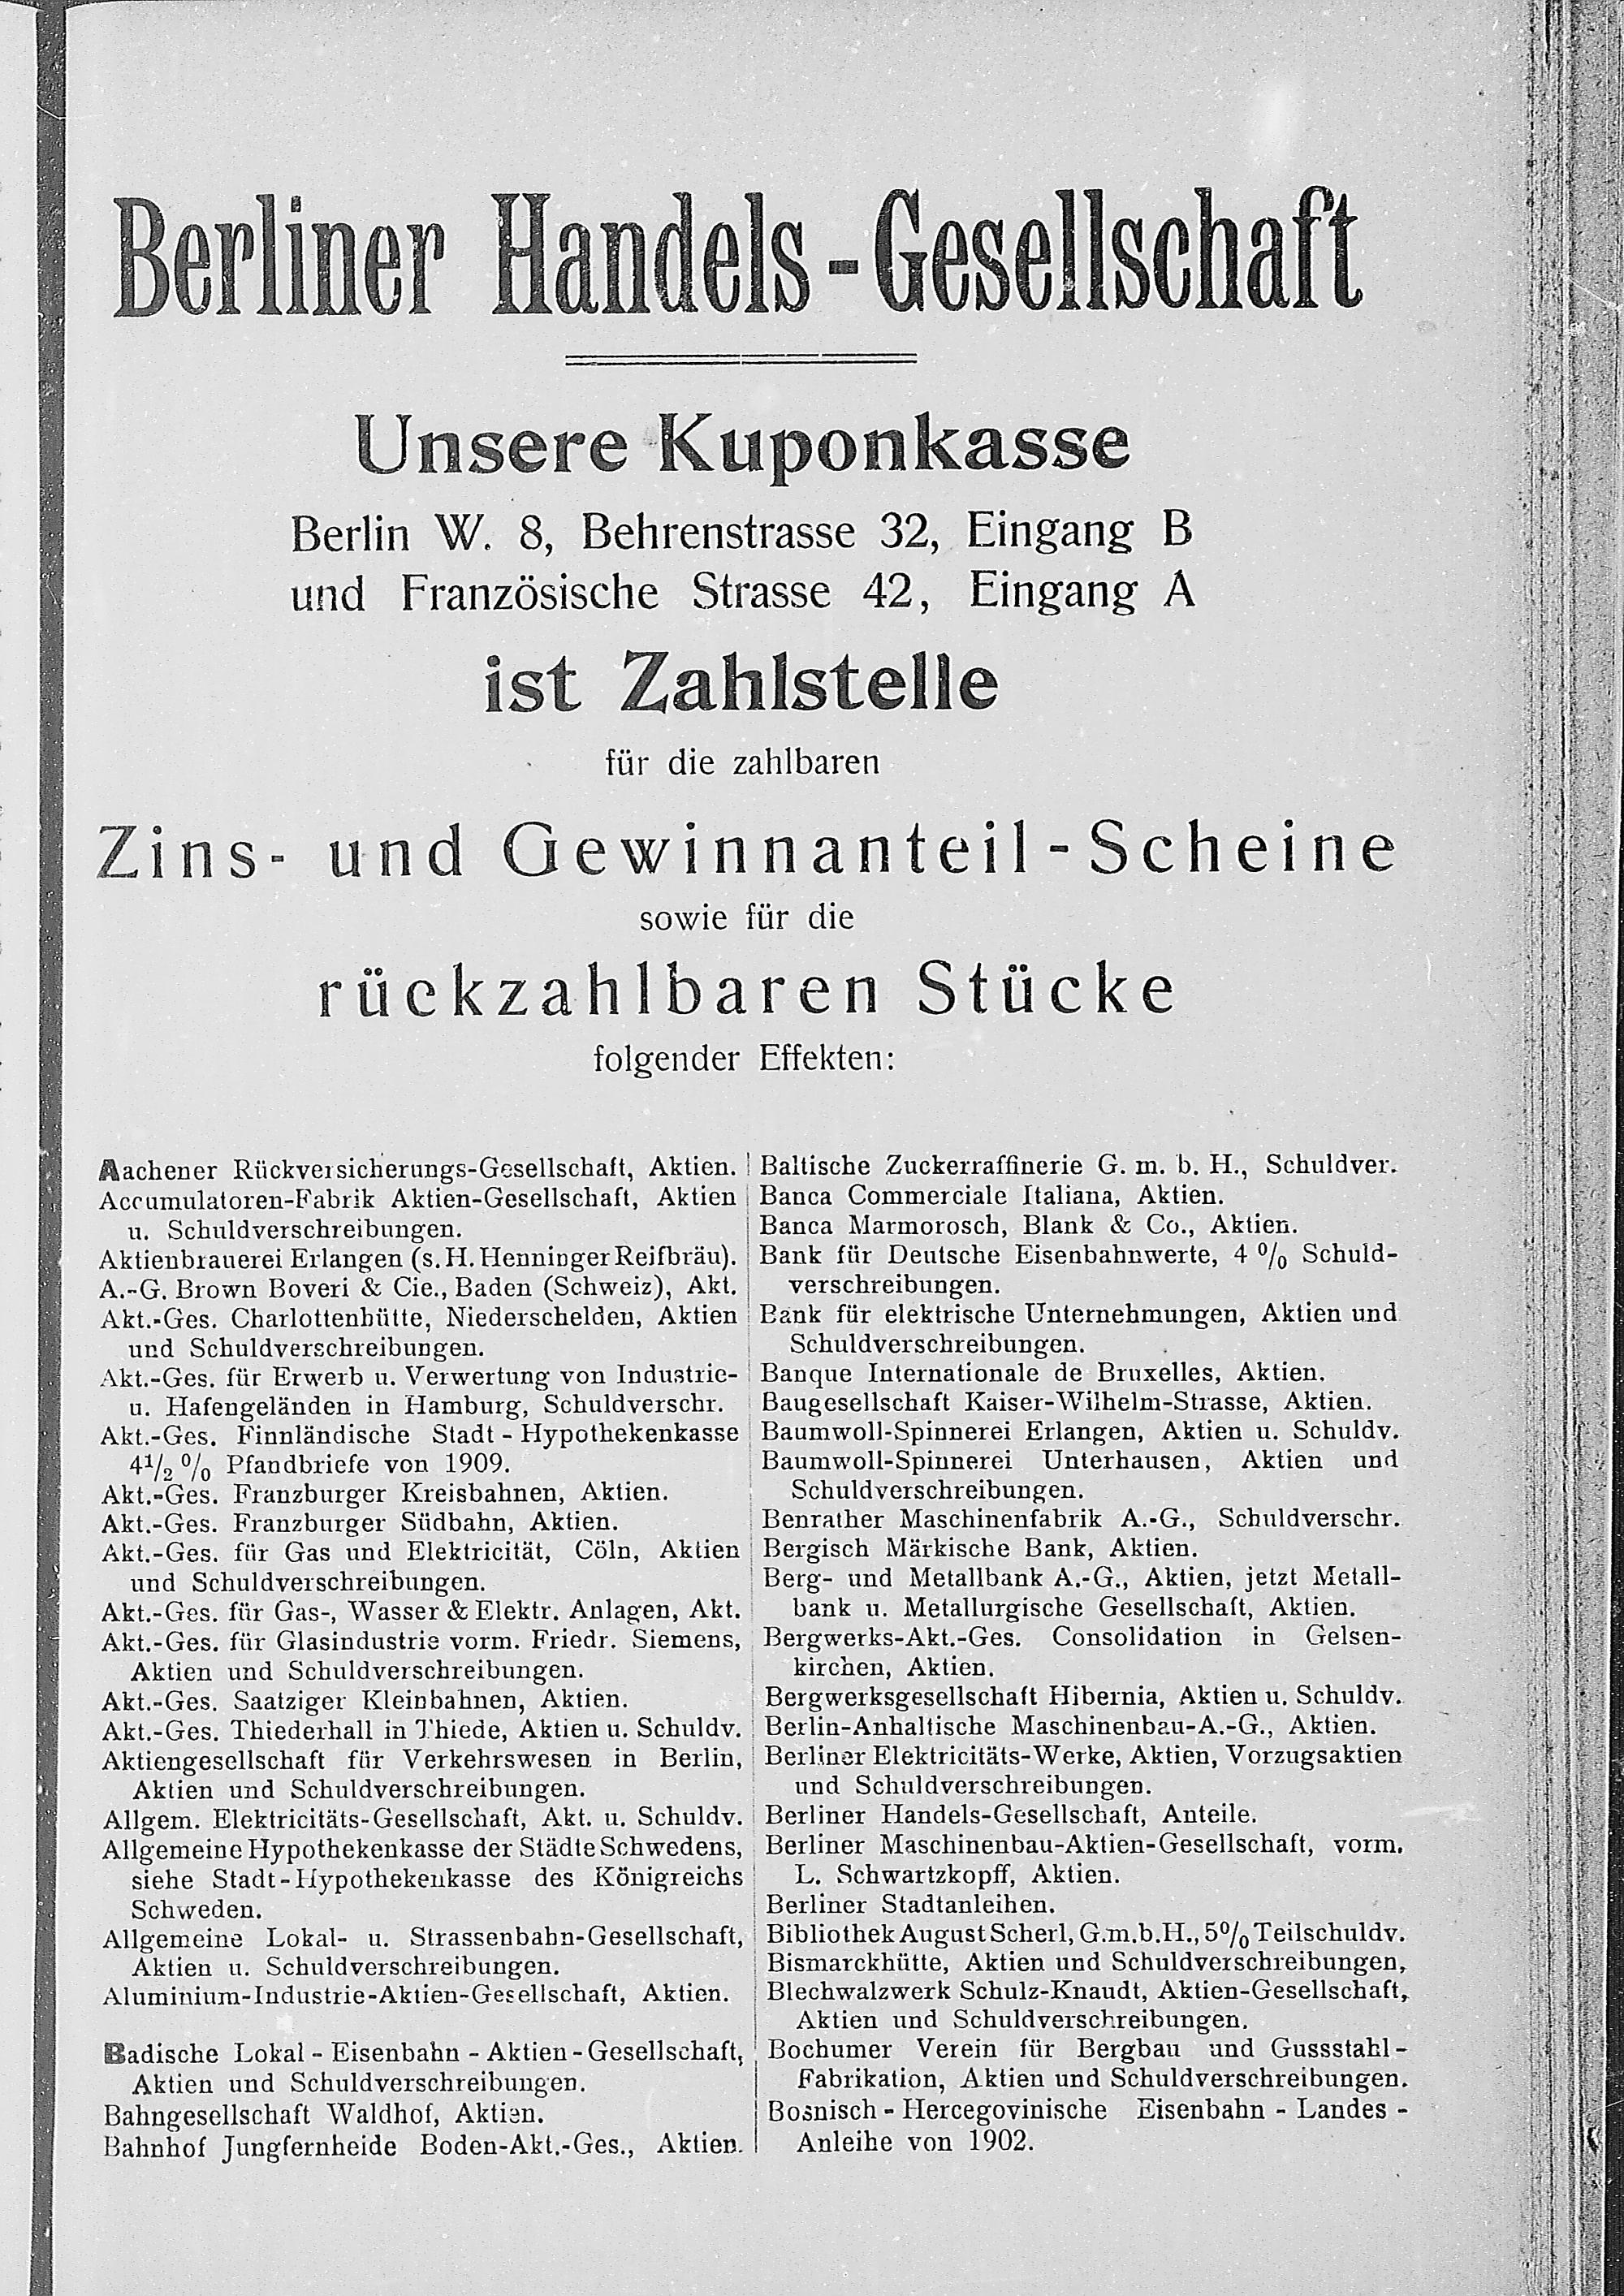 Berliner Handels-Gesellschaft
Unsere Kuponkasse
Berlin W. 8, Behrenstrasse 32, Eingang B
und Französische Strasse 42, Eingang A
ist Zahlstelle
für die zahlbaren
Zins- und Gewinnanteil-Scheine
sowie für die
rückzahlbaren Stücke
folgender Effekten:
Aachener Rückversicherungs-Gesellschaft, Aktien.
Accumulatoren-Fabrik Aktien-Gesellschaft, Aktien
u. Schuldverschreibungen.
Aktienbrauerei Erlangen (s. H. Henninger Reifbräu).
A.-G. Brown Boveri & Cie., Baden (Schweiz), Akt.
Akt.-Ges. Charlottenhütte, Niederschelden, Aktien
und Schuldverschreibungen.
Akt.-Ges. für Erwerb u. Verwertung von Industrie-
u. Hafengeländen in Hamburg, Schuldverschr.
Akt.-Ges. Finnländische Stadt-Hypothekenkasse
4½ % Pfandbriefe von 1909.
Akt.-Ges. Franzburger Kreisbahnen, Aktien.
Akt.-Ges. Franzburger Südbahn, Aktien.
Akt.-Ges. für Gas und Elektricität, Cöln, Aktien
und Schuldverschreibungen.
Akt.-Ges. für Gas-, Wasser & Elektr. Anlagen, Akt.
Akt.-Ges. für Glasindustrie vorm. Friedr. Siemens,
Aktien und Schuldverschreibungen.
Akt.-Ges. Saatziger Kleinbahnen, Aktien.
Akt.-Ges. Thiederhall in Thiede, Aktien u. Schuldv.
Aktiengesellschaft für Verkehrswesen in Berlin,
Aktien und Schuldverschreibungen.
Allgem. Elektricitäts-Gesellschaft, Akt. u. Schuldv.
Allgemeine Hypothekenkasse der Städte Schwedens,
siehe Stadt-Hypothekenkasse des Königreichs
Schweden.
Allgemeine Lokal- u. Strassenbahn-Gesellschaft,
Aktien u. Schuldverschreibungen.
Aluminium-Industrie-Aktien-Gesellschaft, Aktien.
Badische Lokal-Eisenbahn-Aktien-Gesellschaft,
Aktien und Schuldverschreibungen.
Bahngesellschaft Waldhof, Aktien.
Bahnhof Jungfernheide Boden-Akt.-Ges., Aktien.
Baltische Zuckerraffinerie G. m. b. H., Schuldver.
Banca Commerciale Italiana, Aktien.
Banca Marmorosch, Blank & Co., Aktien.
Bank für Deutsche Eisenbahnwerte, 4 % Schuld-
verschreibungen.
Bank für elektrische Unternehmungen, Aktien und
Schuldverschreibungen.
Banque Internationale de Bruxelles, Aktien.
Baugesellschaft Kaiser-Wilhelm-Strasse, Aktien.
Baumwoll-Spinnerei Erlangen, Aktien u. Schuldv.
Baumwoll-Spinnerei Unterhausen, Aktien und
Schuldverschreibungen.
Benrather Maschinenfabrik A.-G., Schuldverschr.
Bergisch Märkische Bank, Aktien.
Berg- und Metallbank A.-G., Aktien, jetzt Metall-
bank u. Metallurgische Gesellschaft, Aktien.
Bergwerks-Akt.-Ges. Consolidation in Gelsen-
kirchen, Aktien.
Bergwerksgesellschaft Hibernia, Aktien u. Schuldv.
Berlin-Anhaltische Maschinenbau-A.-G., Aktien.
Berliner Elektricitäts-Werke, Aktien, Vorzugsaktien
und Schuldverschreibungen.
Berliner Handels-Gesellschaft, Anteile.
Berliner Maschinenbau-Aktien-Gesellschaft, vorm.
L. Schwartzkopff, Aktien.
Berliner Stadtanleihen.
Bibliothek August Scherl, G.m.b.H., 5% Teilschuldv.
Bismarckhütte, Aktien und Schuldverschreibungen,
Blechwalzwerk Schulz-Knaudt, Aktien-Gesellschaft,
Aktien und Schuldverschreibungen.
Bochumer Verein für Bergbau und Gussstahl-
Fabrikation, Aktien und Schuldverschreibungen.
Bosnisch-Hercegovinische Eisenbahn-Landes-
Anleihe von 1902.